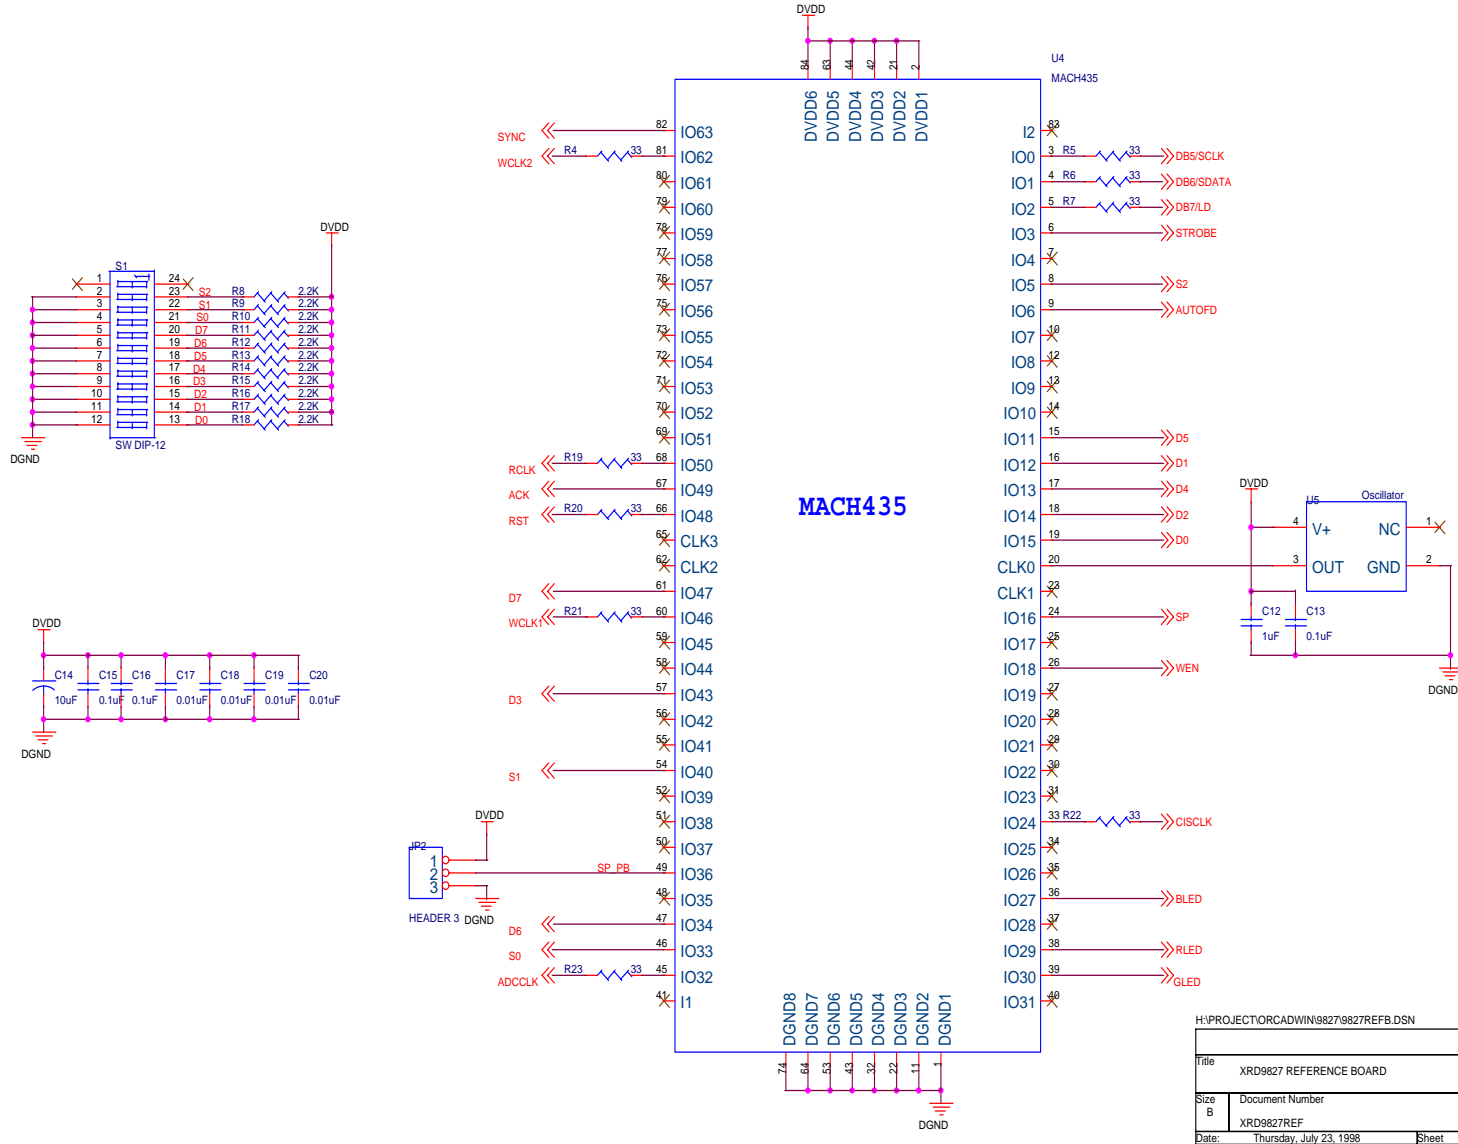 DVDD
84 63 44 42 21 2
U4
MACH435
DVDD6 DVDD5 DVDD4 DVDD3 DVDD2 DVDD1
SYNC 82 IO63
WCLK2 R4 33 81 IO62
80 IO61
79 IO60
78 IO59
77 IO58
76 IO57
75 IO56
73 IO55
72 IO54
71 IO53
70 IO52
69 IO51
RCLK R19 33 68 IO50
ACK 67 IO49
RST R20 33 66 IO48
65 CLK3
62 CLK2
D7 61 IO47
WCLK1 R21 33 60 IO46
59 IO45
58 IO44
D3 57 IO43
56 IO42
55 IO41
S1 54 IO40
52 IO39
51 IO38
50 IO37
SP_PB 49 IO36
48 IO35
D6 47 IO34
S0 46 IO33
ADCCLK R23 33 45 IO32
41 I1
MACH435
I2 83
IO0 3 R5 33 DB5/SCLK
IO1 4 R6 33 DB6/SDATA
IO2 5 R7 33 DB7/LD
IO3 6 STROBE
IO4 7
IO5 8 S2
IO6 9 AUTOFD
IO7 10
IO8 12
IO9 13
IO10 14
IO11 15 D5
IO12 16 D1
IO13 17 D4
IO14 18 D2
IO15 19 D0
CLK0 20
CLK1 23
IO16 24 SP
IO17 25
IO18 26 WEN
IO19 27
IO20 28
IO21 29
IO22 30
IO23 31
IO24 33 R22 33 CISCLK
IO25 34
IO26 35
IO27 36 BLED
IO28 37
IO29 38 RLED
IO30 39 GLED
IO31 40
DGND8 DGND7 DGND6 DGND5 DGND4 DGND3 DGND2 DGND1
74 64 53 43 32 22 11 1
DGND
DVDD
S1
1 24
2 23 S2 R8 2.2K
3 22 S1 R9 2.2K
4 21 S0 R10 2.2K
5 20 D7 R11 2.2K
6 19 D6 R12 2.2K
7 18 D5 R13 2.2K
8 17 D4 R14 2.2K
9 16 D3 R15 2.2K
10 15 D2 R16 2.2K
11 14 D1 R17 2.2K
12 13 D0 R18 2.2K
SW DIP-12
DGND
DVDD
C14 C15 C16 C17 C18 C19 C20
10uF 0.1uF 0.1uF 0.01uF 0.01uF 0.01uF 0.01uF
DGND
DVDD
JP2
1
2
3
HEADER 3 DGND
DVDD
U5 Oscillator
4 V+ NC 1
3 OUT GND 2
C12 C13
1uF 0.1uF
DGND
H:\PROJECT\ORCADWIN\9827\9827REFB.DSN
Title
XRD9827 REFERENCE BOARD
Size Document Number
B XRD9827REF
Date: Thursday, July 23, 1998 Sheet